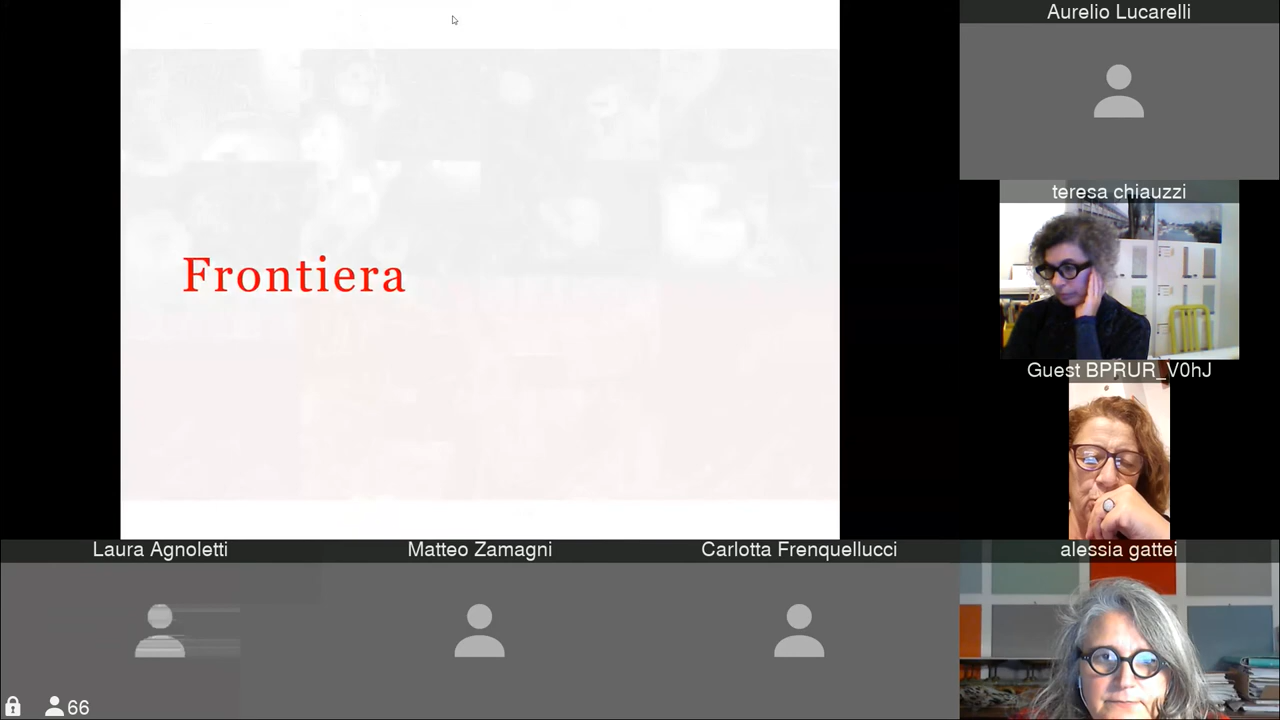 Aurelio Lucarelli
teresa chiauzzi
Frontiera
Guest BPRUR_V0hJ
Laura Agnoletti
Matteo Zamagni
Carlotta Frenquellucci
alessia gattei
66